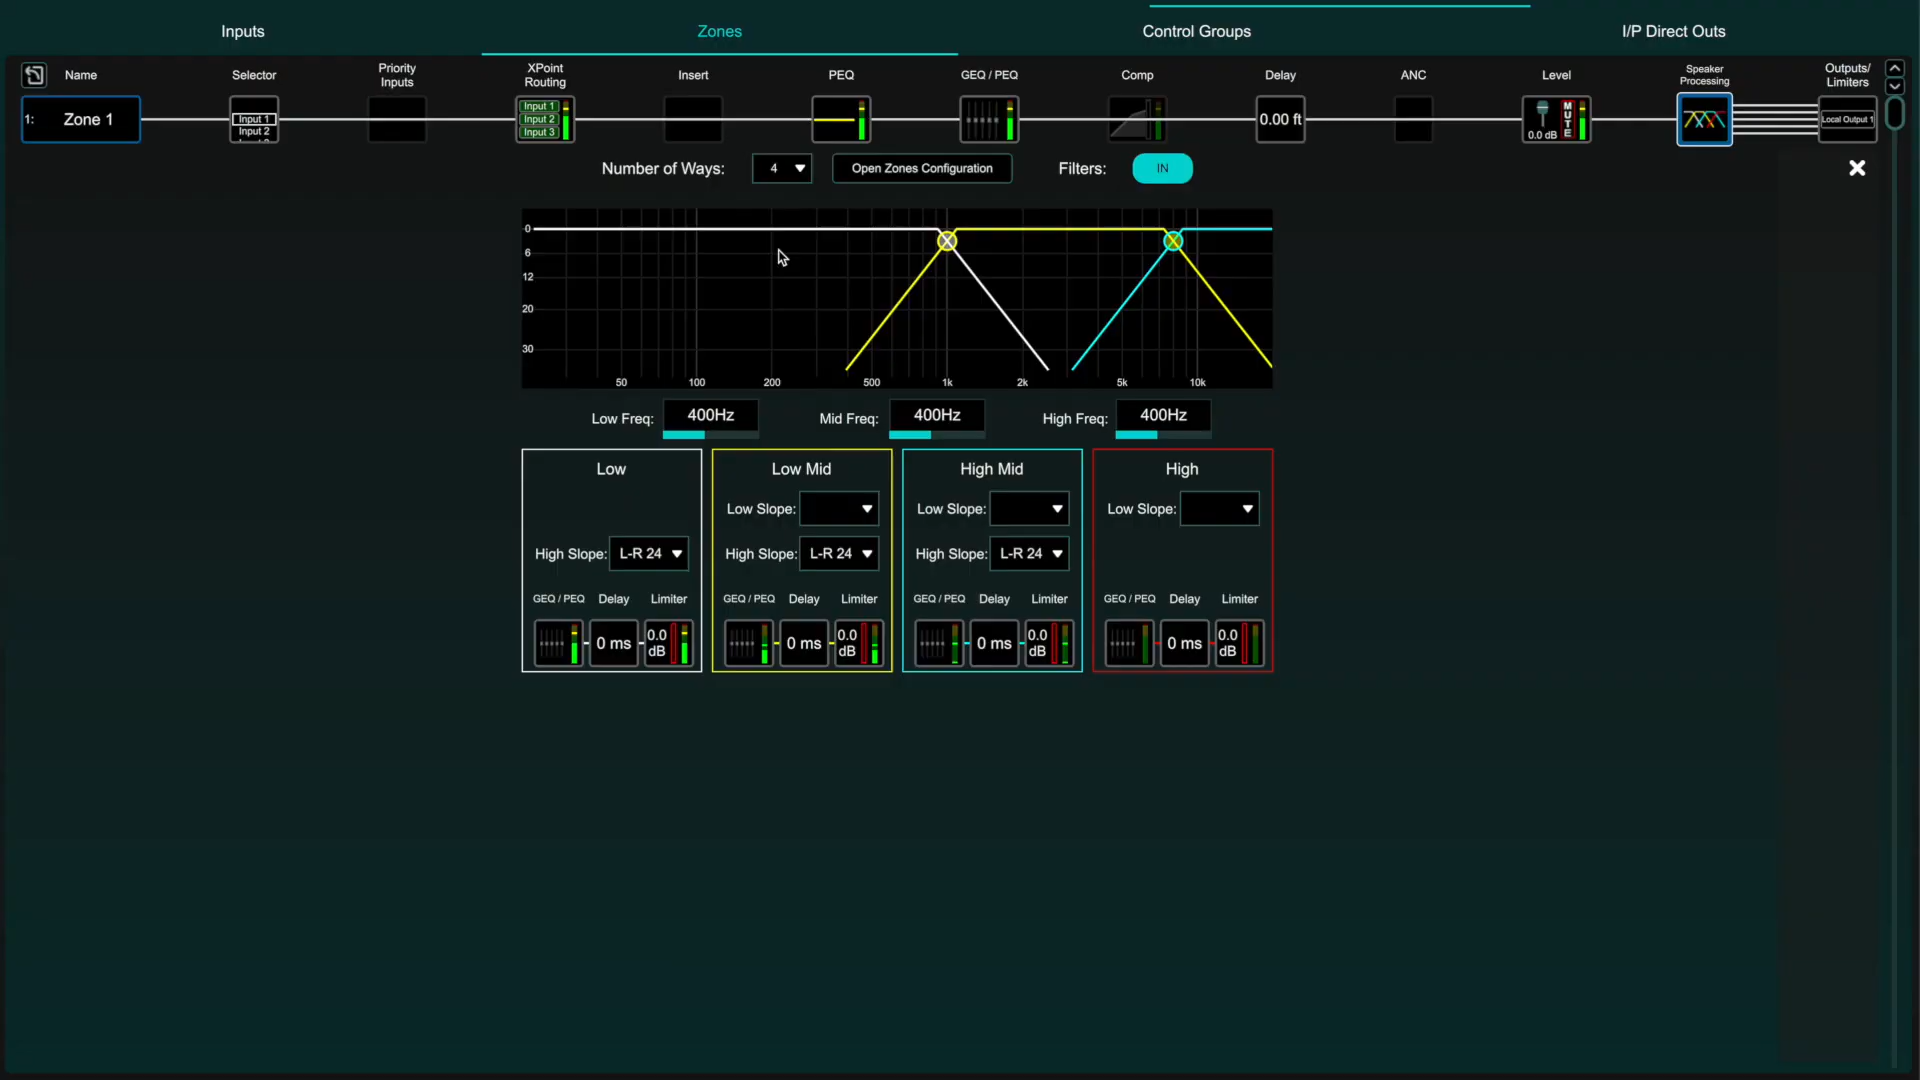 Inputs
Zones
Control Groups
I/P Direct Outs
Name
Selector
Priority
Inputs
XPoint
Routing
Insert
PEQ
GEQ / PEQ
Comp
Delay
ANC
Level
Speaker
Processing
Outputs/
Limiters
1: Zone 1
Input 1
Input 2
Input 1
Input 2
Input 3
0.00 ft
0.0 dB
MUTE
Local Output 1
Number of Ways: 4
Open Zones Configuration
Filters: IN
0
6
12
20
30
50 100 200 500 1k 2k 5k 10k
Low Freq: 400Hz
Mid Freq: 400Hz
High Freq: 400Hz
Low
High Slope: L-R 24
GEQ / PEQ Delay Limiter
0 ms
0.0
dB
Low Mid
Low Slope:
High Slope: L-R 24
GEQ / PEQ Delay Limiter
0 ms
0.0
dB
High Mid
Low Slope:
High Slope: L-R 24
GEQ / PEQ Delay Limiter
0 ms
0.0
dB
High
Low Slope:
GEQ / PEQ Delay Limiter
0 ms
0.0
dB